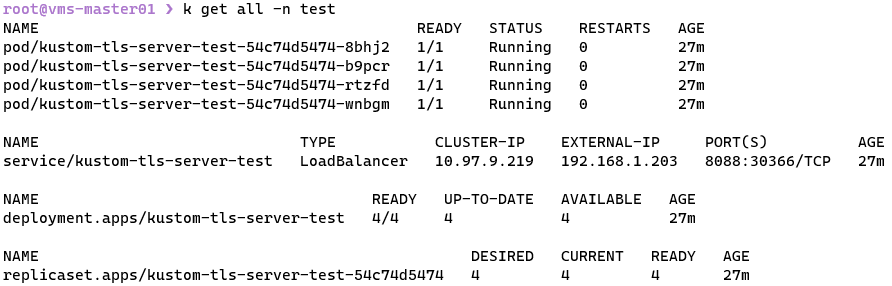 root@vms-master01 ❯ k get all -n test
NAME READY STATUS RESTARTS AGE
pod/kustom-tls-server-test-54c74d5474-8bhj2 1/1 Running 0 27m
pod/kustom-tls-server-test-54c74d5474-b9pcr 1/1 Running 0 27m
pod/kustom-tls-server-test-54c74d5474-rtzfd 1/1 Running 0 27m
pod/kustom-tls-server-test-54c74d5474-wnbgm 1/1 Running 0 27m
NAME TYPE CLUSTER-IP EXTERNAL-IP PORT(S) AGE
service/kustom-tls-server-test LoadBalancer 10.97.9.219 192.168.1.203 8088:30366/TCP 27m
NAME READY UP-TO-DATE AVAILABLE AGE
deployment.apps/kustom-tls-server-test 4/4 4 4 27m
NAME DESIRED CURRENT READY AGE
replicaset.apps/kustom-tls-server-test-54c74d5474 4 4 4 27m